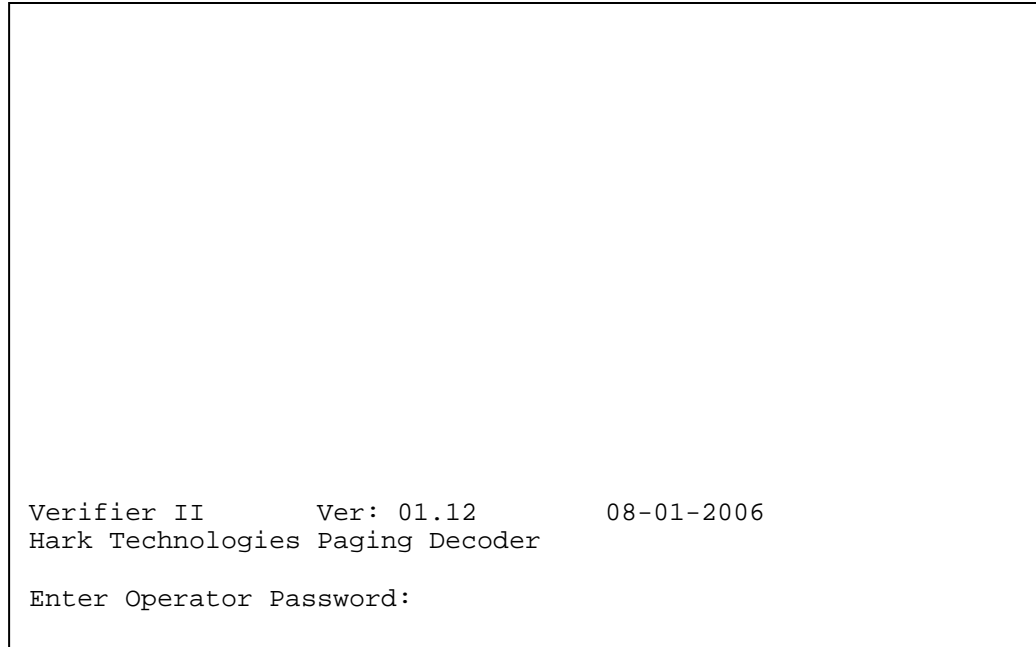 Verifier II Ver: 01.12 08-01-2006
Hark Technologies Paging Decoder
Enter Operator Password: